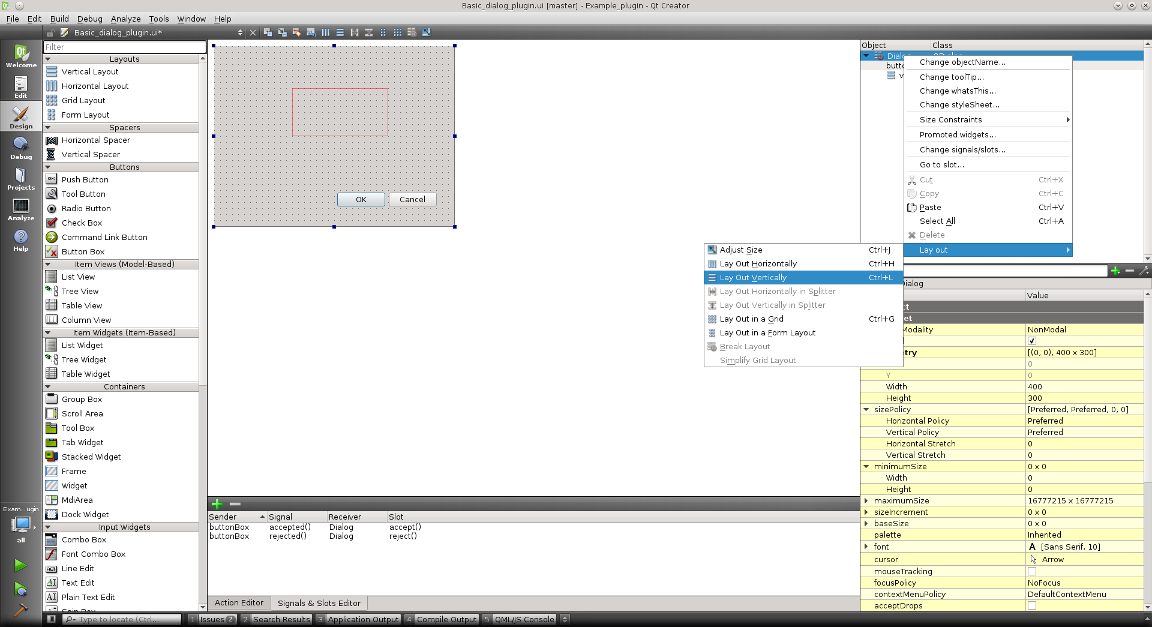 Basic_dialog_plugin.ui [master] - Example_plugin - Qt Creator
File Edit Build Debug Analyze Tools Window Help
Basic_dialog_plugin.ui*
Welcome
Edit
Design
Debug
Projects
Analyze
Help
Exam...ugin
all
Filter
Layouts
Vertical Layout
Horizontal Layout
Grid Layout
Form Layout
Spacers
Horizontal Spacer
Vertical Spacer
Buttons
Push Button
Tool Button
Radio Button
Check Box
Command Link Button
Button Box
Item Views (Model-Based)
List View
Tree View
Table View
Column View
Item Widgets (Item-Based)
List Widget
Tree Widget
Table Widget
Containers
Group Box
Scroll Area
Tool Box
Tab Widget
Stacked Widget
Frame
Widget
MdiArea
Dock Widget
Input Widgets
Combo Box
Font Combo Box
Line Edit
Text Edit
Plain Text Edit
OK Cancel
Object Class
Change objectName...
Change toolTip...
Change whatsThis...
Change styleSheet...
Size Constraints
Promoted widgets...
Change signals/slots...
Go to slot...
Cut Ctrl+X
Copy Ctrl+C
Paste Ctrl+V
Select All Ctrl+A
Delete
Lay out
Adjust Size Ctrl+J
Lay Out Horizontally Ctrl+H
Lay Out Vertically Ctrl+L
Lay Out Horizontally in Splitter
Lay Out Vertically in Splitter
Lay Out in a Grid Ctrl+G
Lay Out in a Form Layout
Break Layout
Simplify Grid Layout
Dialog
Value
Modality NonModal
etry [(0, 0), 400 x 300]
0
Y 0
Width 400
Height 300
sizePolicy [Preferred, Preferred, 0, 0]
Horizontal Policy Preferred
Vertical Policy Preferred
Horizontal Stretch 0
Vertical Stretch 0
minimumSize 0 x 0
Width 0
Height 0
maximumSize 16777215 x 16777215
sizeIncrement 0 x 0
baseSize 0 x 0
palette Inherited
font A [Sans Serif, 10]
cursor Arrow
mouseTracking
focusPolicy NoFocus
contextMenuPolicy DefaultContextMenu
acceptDrops
Sender Signal Receiver Slot
buttonBox accepted() Dialog accept()
buttonBox rejected() Dialog reject()
Action Editor Signals & Slots Editor
Type to locate (Ctrl... 1 Issues 2 2 Search Results 3 Application Output 4 Compile Output 5 QML/JS Console